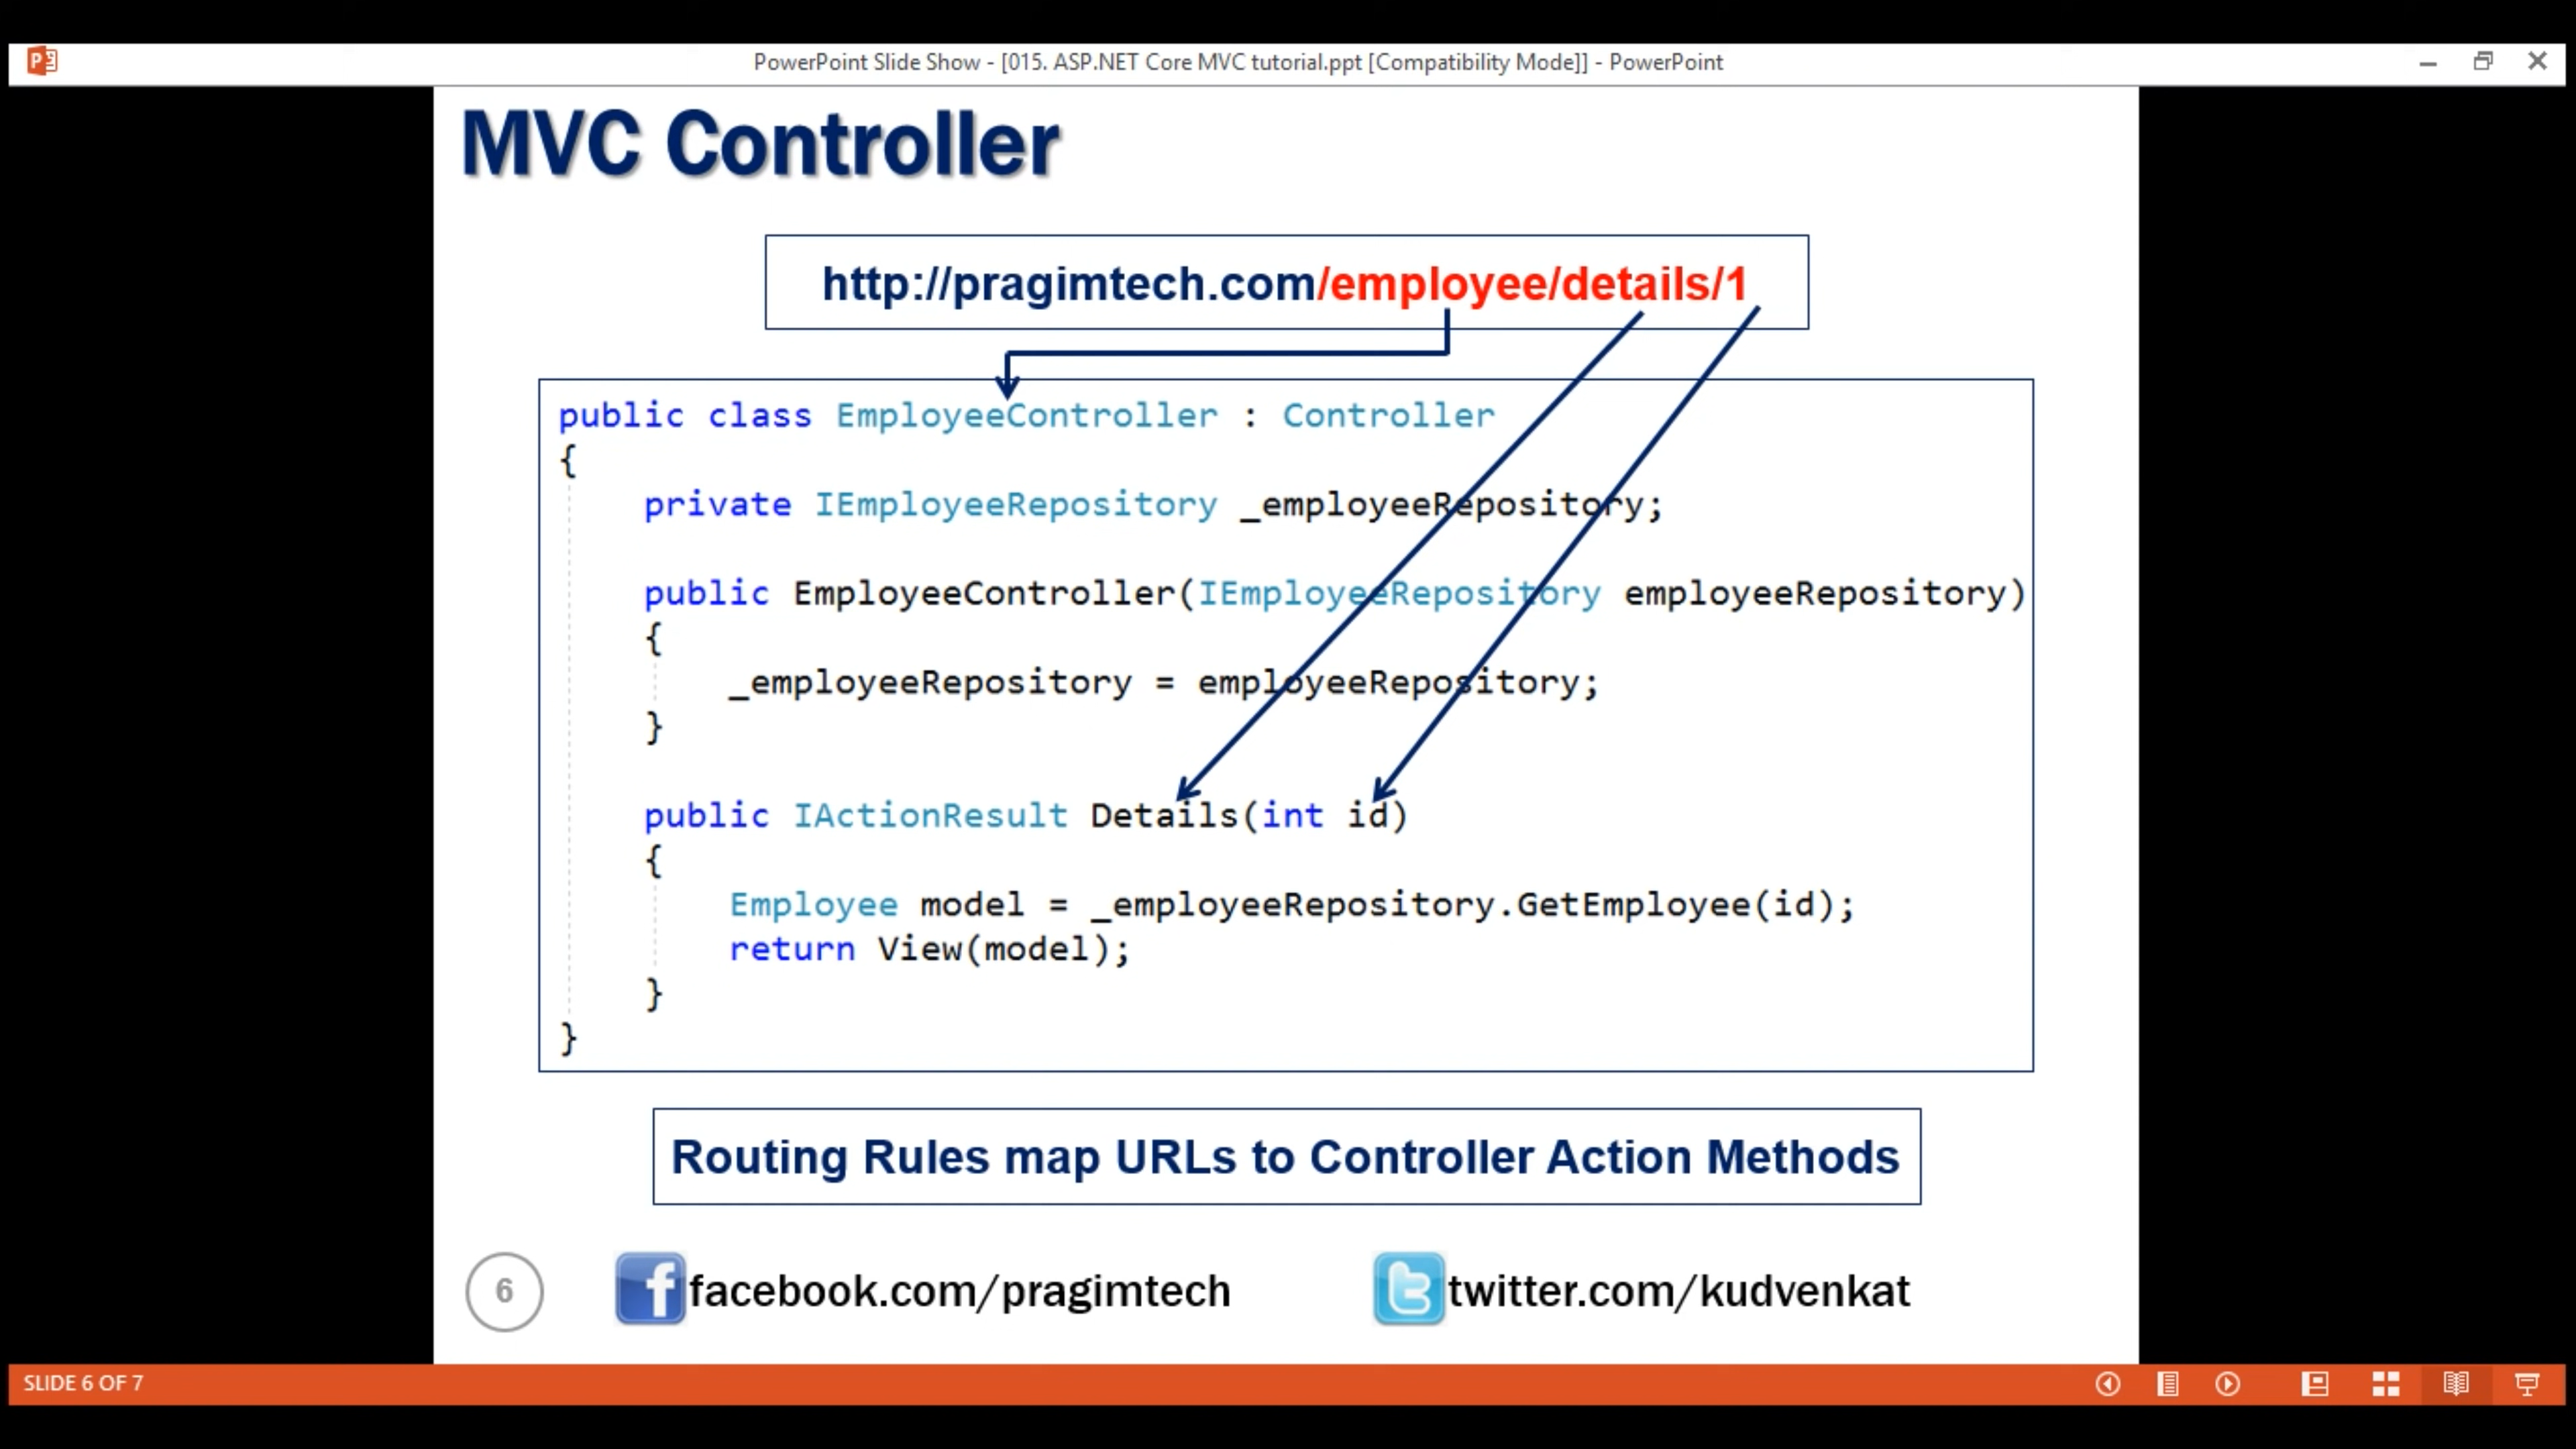 PowerPoint Slide Show - [015. ASP.NET Core MVC tutorial.ppt [Compatibility Mode]] - PowerPoint
MVC Controller
http://pragimtech.com/employee/details/1
public class EmployeeController : Controller
{
private IEmployeeRepository _employeeRepository;
public EmployeeController(IEmployeeRepository employeeRepository)
{
_employeeRepository = employeeRepository;
}
public IActionResult Details(int id)
{
Employee model = _employeeRepository.GetEmployee(id);
return View(model);
}
}
Routing Rules map URLs to Controller Action Methods
6
facebook.com/pragimtech
twitter.com/kudvenkat
SLIDE 6 OF 7